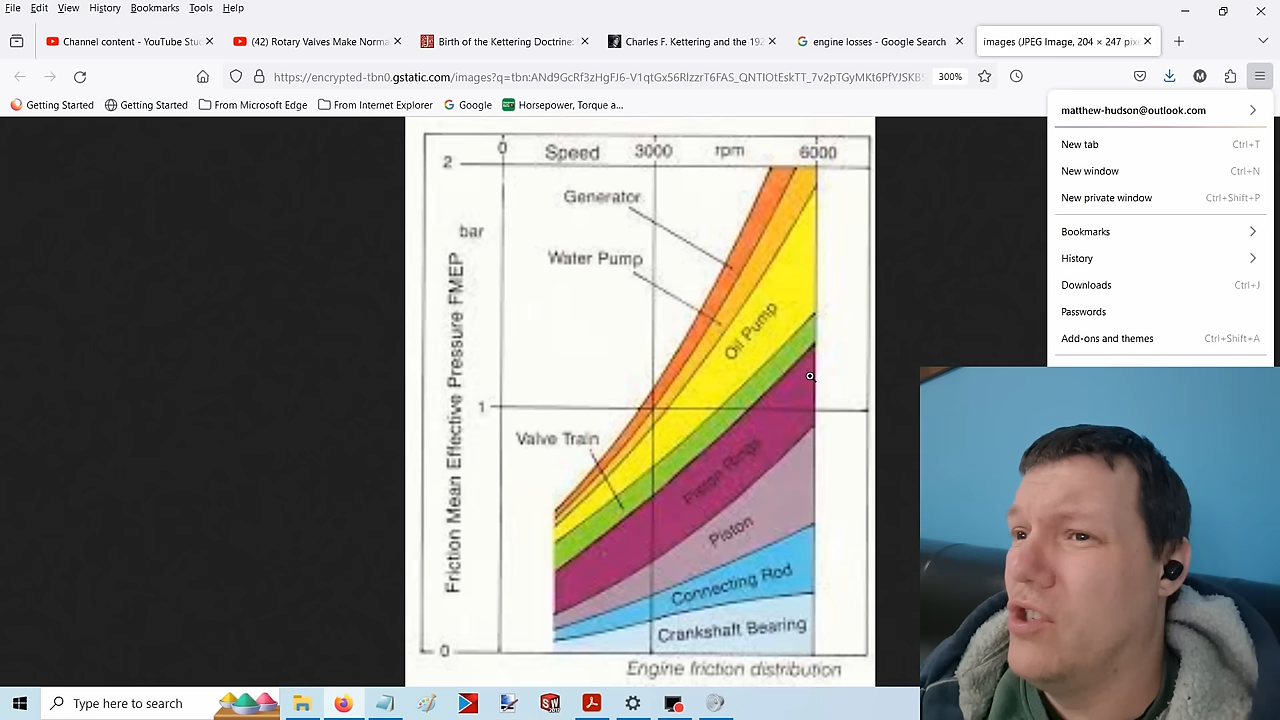 File Edit View History Bookmarks Tools Help
Channel content - YouTube Stu
(42) Rotary Valves Make Norma
Birth of the Kettering Doctrine:
Charles F. Kettering and the 192
engine losses - Google Search
images (JPEG Image, 204 × 247 pixe
300%
Getting Started
Getting Started
From Microsoft Edge
From Internet Explorer
Google
Horsepower, Torque a...
matthew-hudson@outlook.com
New tab Ctrl+T
New window Ctrl+N
New private window Ctrl+Shift+P
Bookmarks
History
Downloads Ctrl+J
Passwords
Add-ons and themes Ctrl+Shift+A
0 Speed 3000 rpm 6000
2
Generator
bar
Water Pump
Friction Mean Effective Pressure FMEP
Oil Pump
1
Valve Train
Piston Rings
Piston
Connecting Rod
Crankshaft Bearing
0
Engine friction distribution
Type here to search